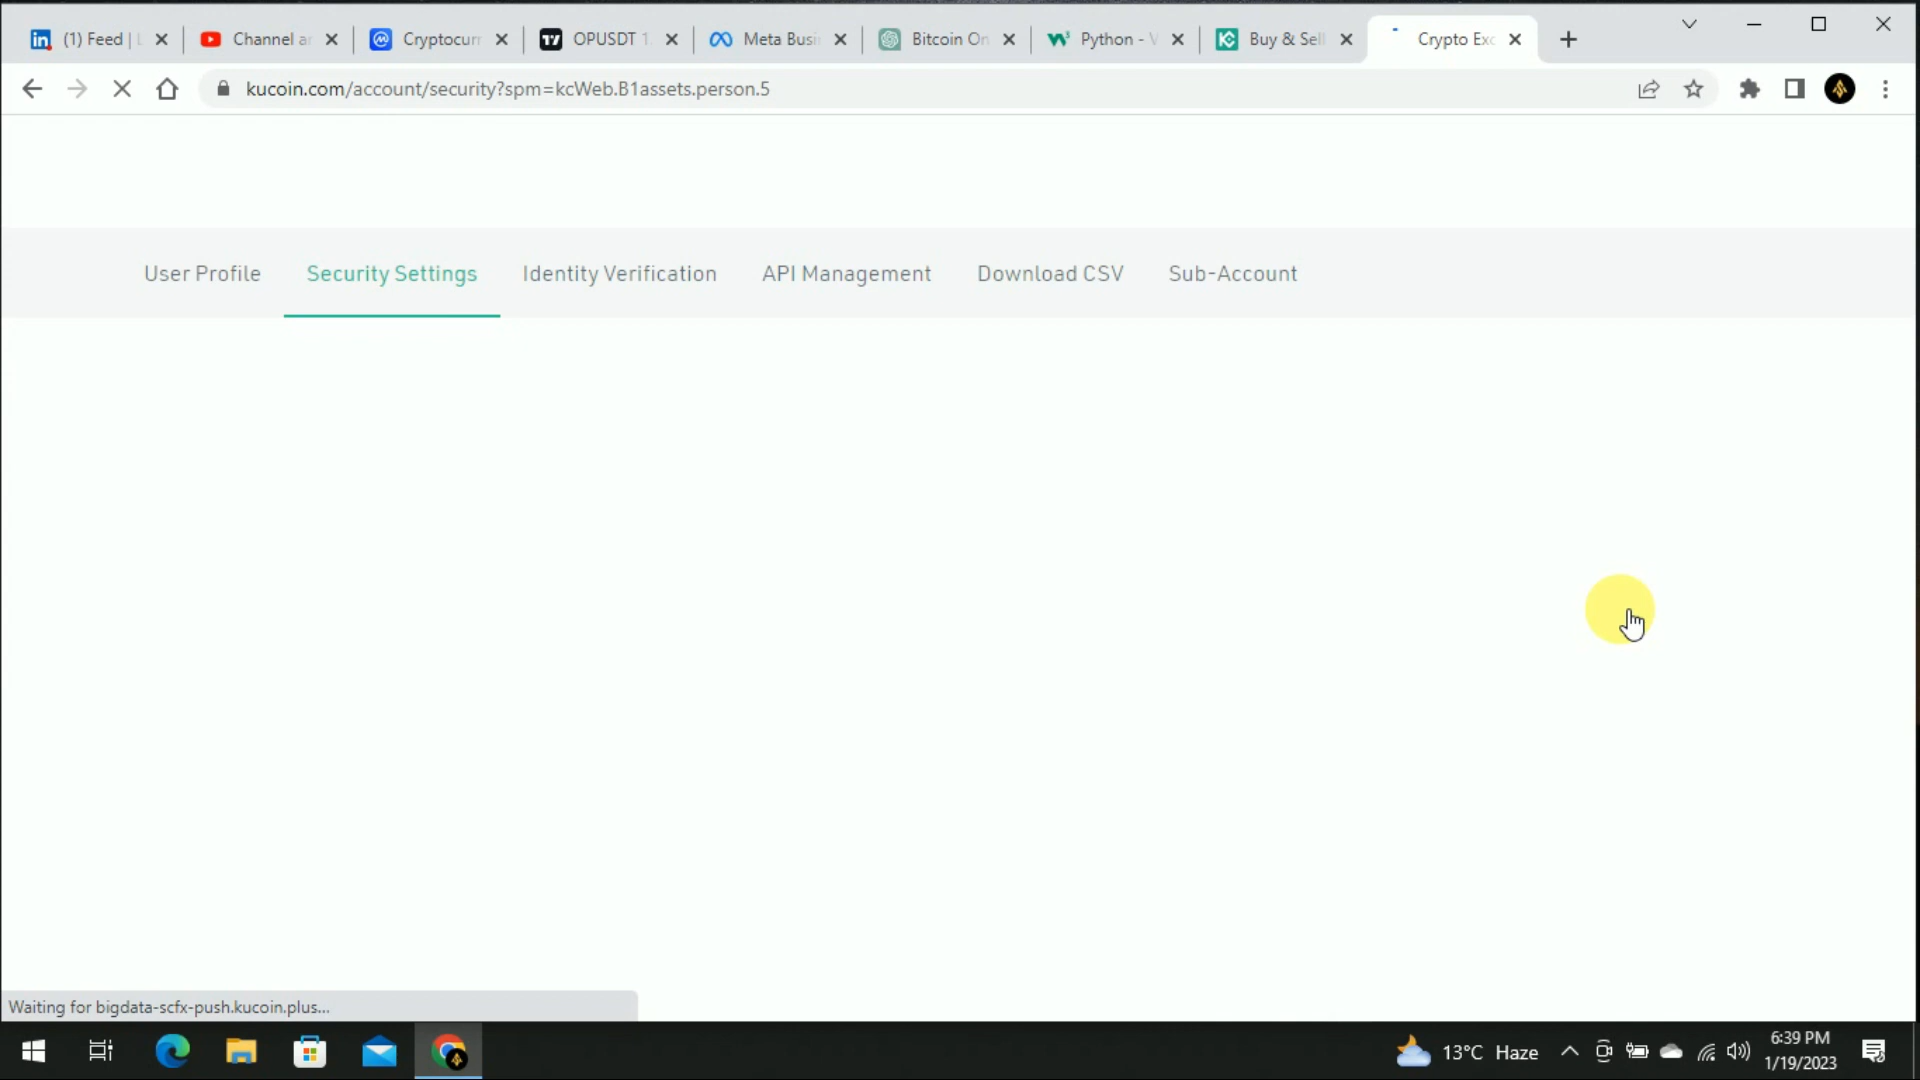 (1) Feed |
Channel a
Cryptocur
OPUSDT 1
Meta Busi
Bitcoin On
Python -
Buy & Sell
Crypto Exc
kucoin.com/account/security?spm=kcWeb.B1assets.person.5
User Profile
Security Settings
Identity Verification
API Management
Download CSV
Sub-Account
Waiting for bigdata-scfx-push.kucoin.plus...
13°C Haze
6:39 PM
1/19/2023